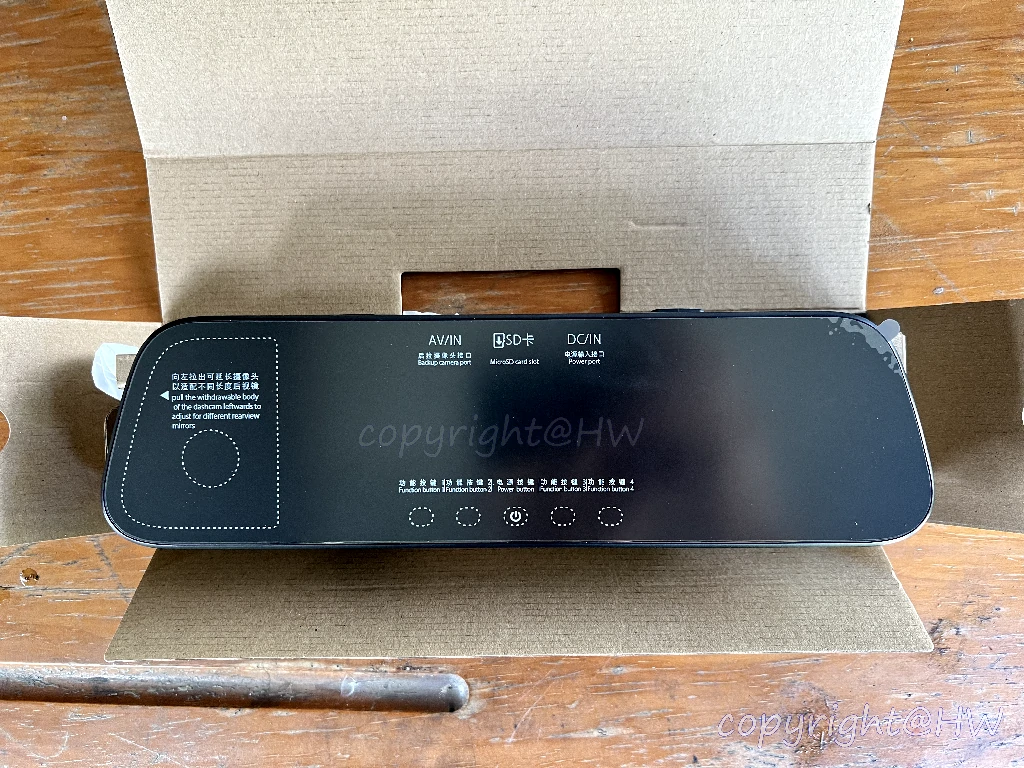 AV/IN
SD卡
DC/IN
后拉摄像头接口
Backup camera port
MicroSD card slot
电源输入接口
Power port
向左拉出可延长摄像头
以适配不同长度后视镜
pull the withdrawable body
of the dashcam leftwards to
adjust for different rearview
mirrors
copyright@HW
功能按键 1
Function button 1
功能按键 2
Function button 2
电源按键
Power button
功能按键 3
Function button 3
功能按键 4
Function button 4
copyright@HW